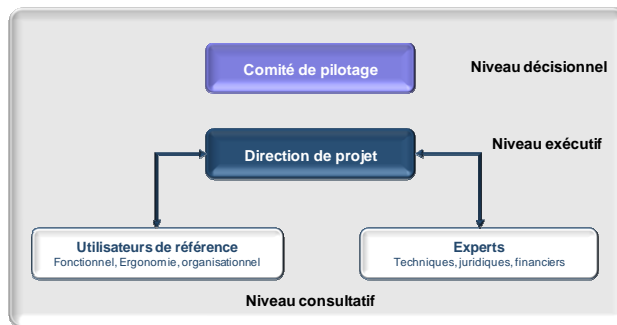 Comité de pilotage
Niveau décisionnel
Niveau exécutif
Direction de projet
Utilisateurs de référence
Fonctionnel, Ergonomie, organisationnel
Experts
Techniques, juridiques, financiers
Niveau consultatif